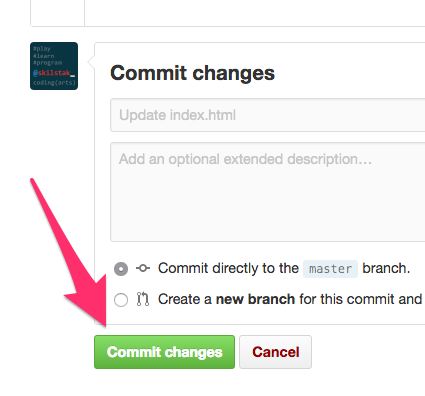 #play
#learn
#program
@skilstak_
coding(arts)
Commit changes
Update index.html
Add an optional extended description…
Commit directly to the master branch.
Create a new branch for this commit and
Commit changes
Cancel